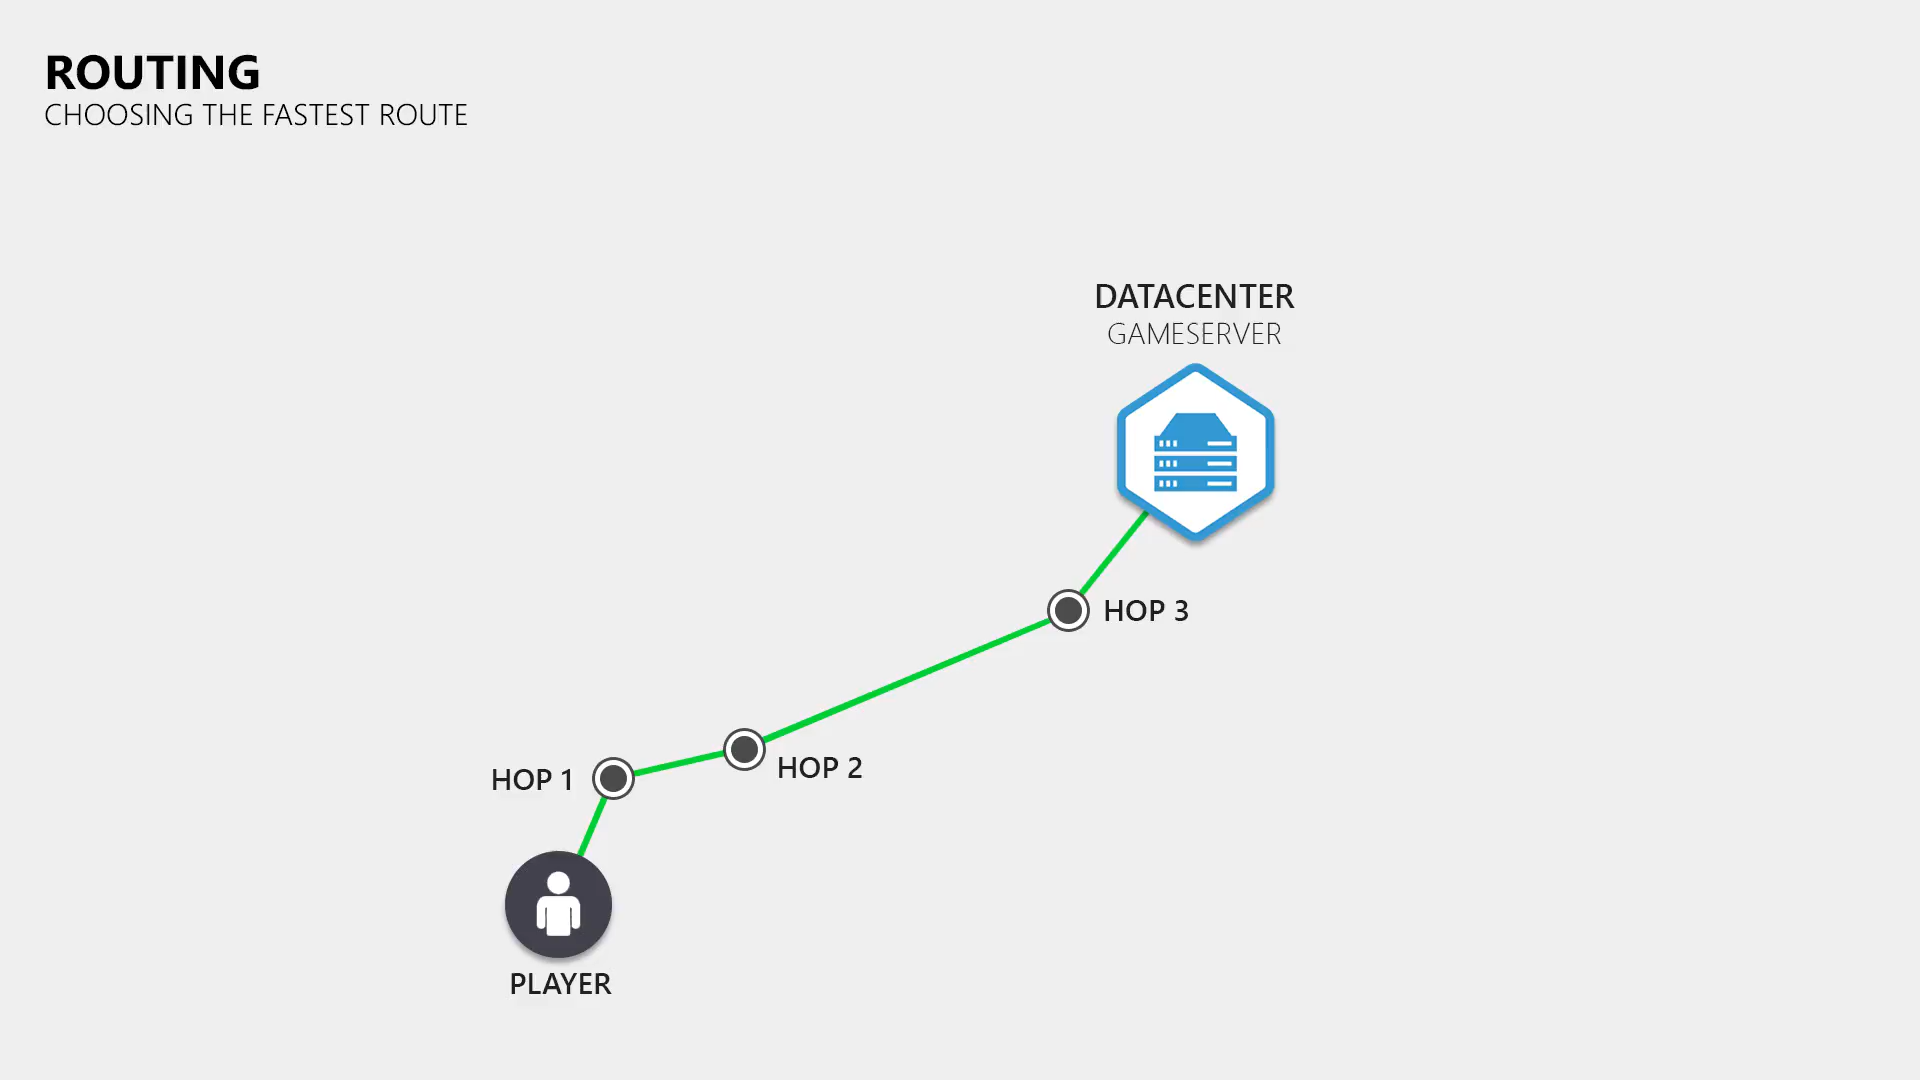 ROUTING
CHOOSING THE FASTEST ROUTE
DATACENTER
GAMESERVER
HOP 3
HOP 2
HOP 1
PLAYER